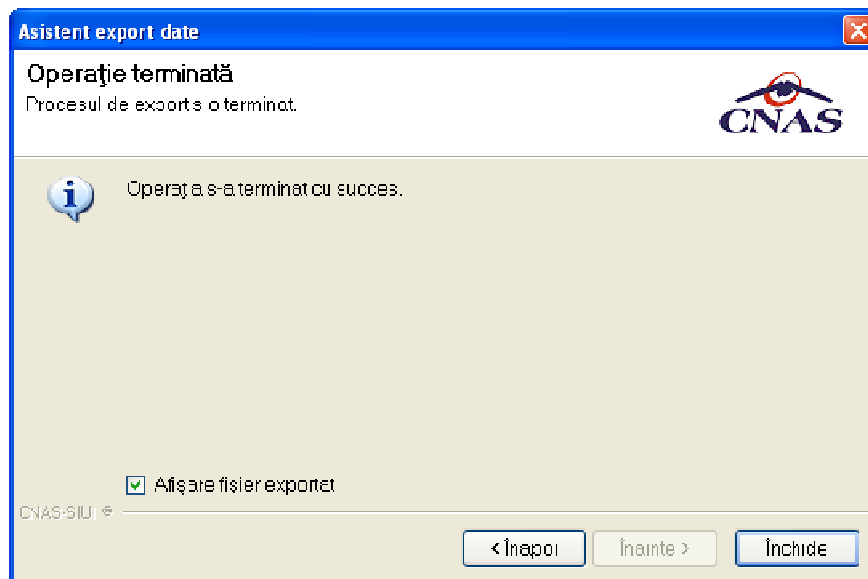 Asistent export date
Operaţie terminată
Procesul de export s-a terminat.
CNAS
Operaţia s-a terminat cu succes.
Afişare fişier exportat
CNAS-SIUI ©
< Înapoi
Înainte >
Închide